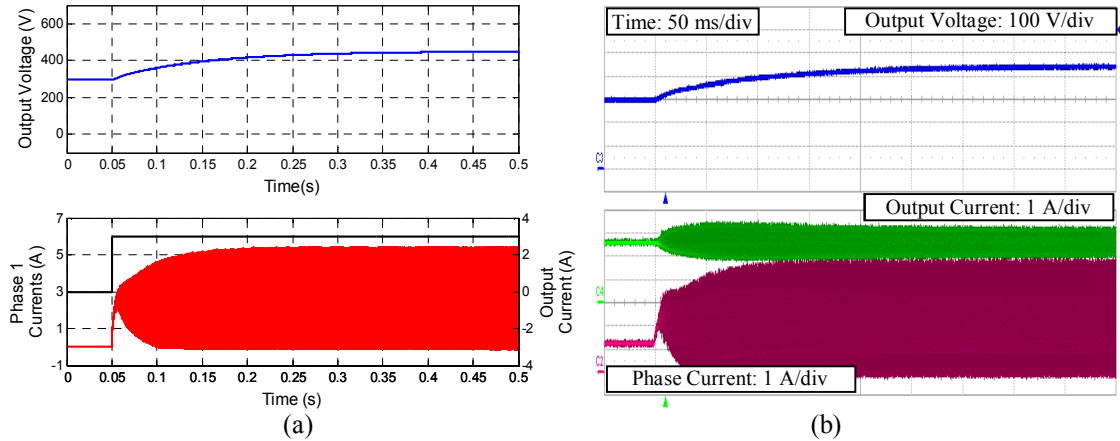 Output Voltage (V)
600
400
200
0
0 0.05 0.1 0.15 0.2 0.25 0.3 0.35 0.4 0.45 0.5
Time(s)
Phase 1
Currents (A)
7
5
3
1
-1
4
2
0
-2
-4
Output
Current (A)
0 0.05 0.1 0.15 0.2 0.25 0.3 0.35 0.4 0.45 0.5
Time (s)
(a)
Time: 50 ms/div
Output Voltage: 100 V/div
Output Current: 1 A/div
Phase Current: 1 A/div
(b)